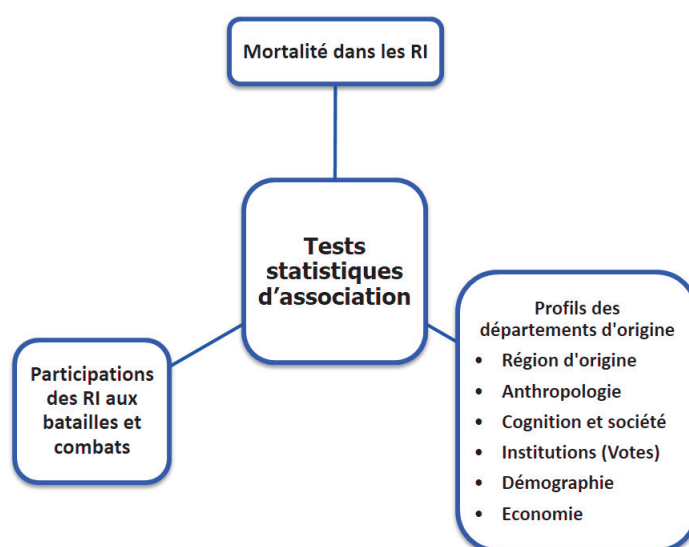 Mortalité dans les RI
Tests
statistiques
d'association
Participations
des RI aux
batailles et
combats
Profils des
départements d'origine
• Région d'origine
• Anthropologie
• Cognition et société
• Institutions (Votes)
• Démographie
• Economie